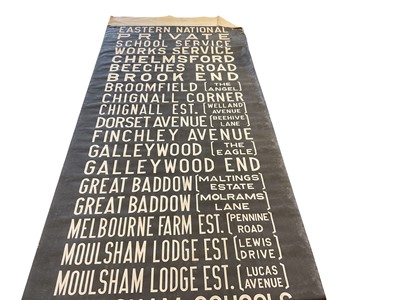 EASTERN NATIONAL
PRIVATE
SCHOOL SERVICE
WORKS SERVICE
CHELMSFORD
BEECHES ROAD
BROOK END
BROOMFIELD (THE ANGEL)
CHIGNALL CORNER
CHIGNALL EST. (WELLAND AVENUE)
DORSET AVENUE (BEEHIVE LANE)
FINCHLEY AVENUE
GALLEYWOOD (THE EAGLE)
GALLEYWOOD END
GREAT BADDOW (MALTINGS ESTATE)
GREAT BADDOW (MOLRAMS LANE)
MELBOURNE FARM EST. (PENNINE ROAD)
MOULSHAM LODGE EST. (LEWIS DRIVE)
MOULSHAM LODGE EST. (LUCAS AVENUE)
SCHOOLS